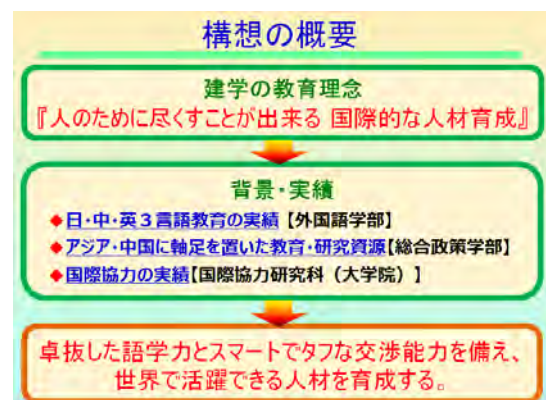 構想の概要
建学の教育理念
『人のために尽くすことが出来る 国際的な人材育成』
背景・実績
◆日・中・英３言語教育の実績【外国語学部】
◆アジア・中国に軸足を置いた教育・研究資源【総合政策学部】
◆国際協力の実績【国際協力研究科（大学院）】
卓抜した語学力とスマートでタフな交渉能力を備え、
世界で活躍できる人材を育成する。